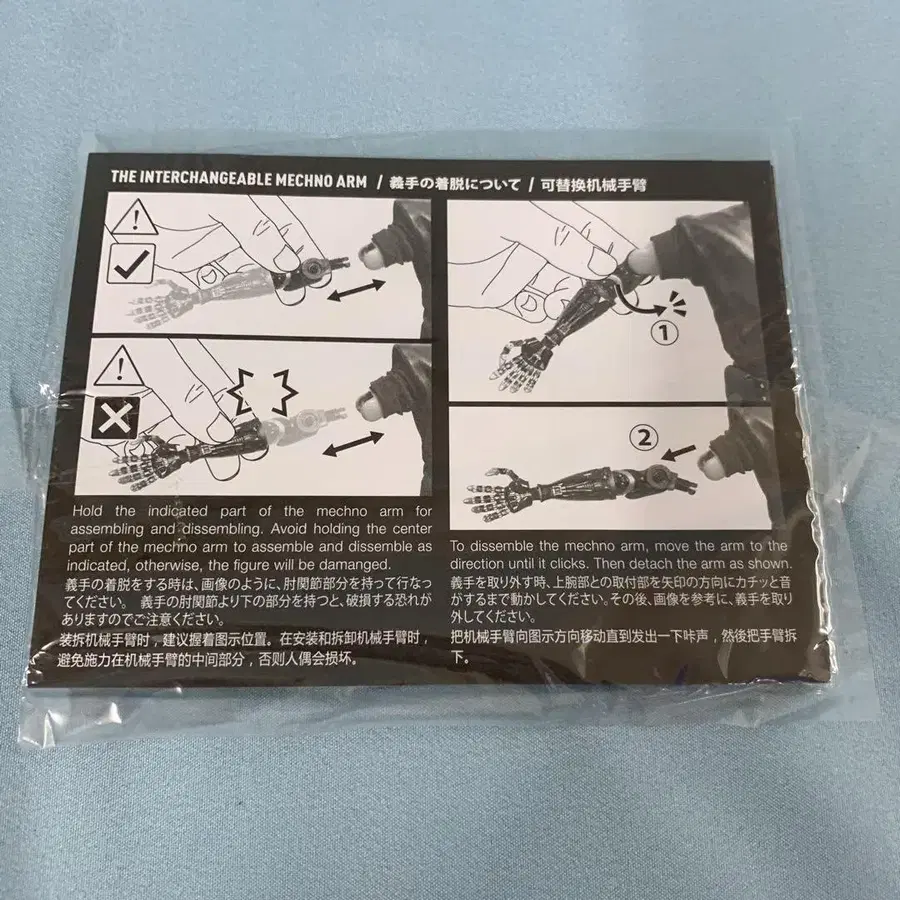 THE INTERCHANGEABLE MECHNO ARM / 義手の着脱について / 可替换机械手臂
Hold the indicated part of the mechno arm for
assembling and dissembling. Avoid holding the center
part of the mechno arm to assemble and dissemble as
indicated, otherwise, the figure will be damaged.
義手の着脱をする時は、画像のように、肘関節部分を持って行なっ
てください。 義手の肘関節より下の部分を持つと、破損する恐れが
ありますのでご注意ください。
装拆机械手臂时，建议握着图示位置。在安装和拆卸机械手臂时，
避免施力在机械手臂的中间部分，否则人偶会损坏。
①
②
To dissemble the mechno arm, move the arm to the
direction until it clicks. Then detach the arm as shown.
義手を取り外す時、上腕部との取付部を矢印の方向にカチッと音
がするまで動かしてください。その後、画像を参考に、義手を取り
外してください。
把机械手臂向图示方向移动直到发出一下咔声，然後把手臂拆
下。